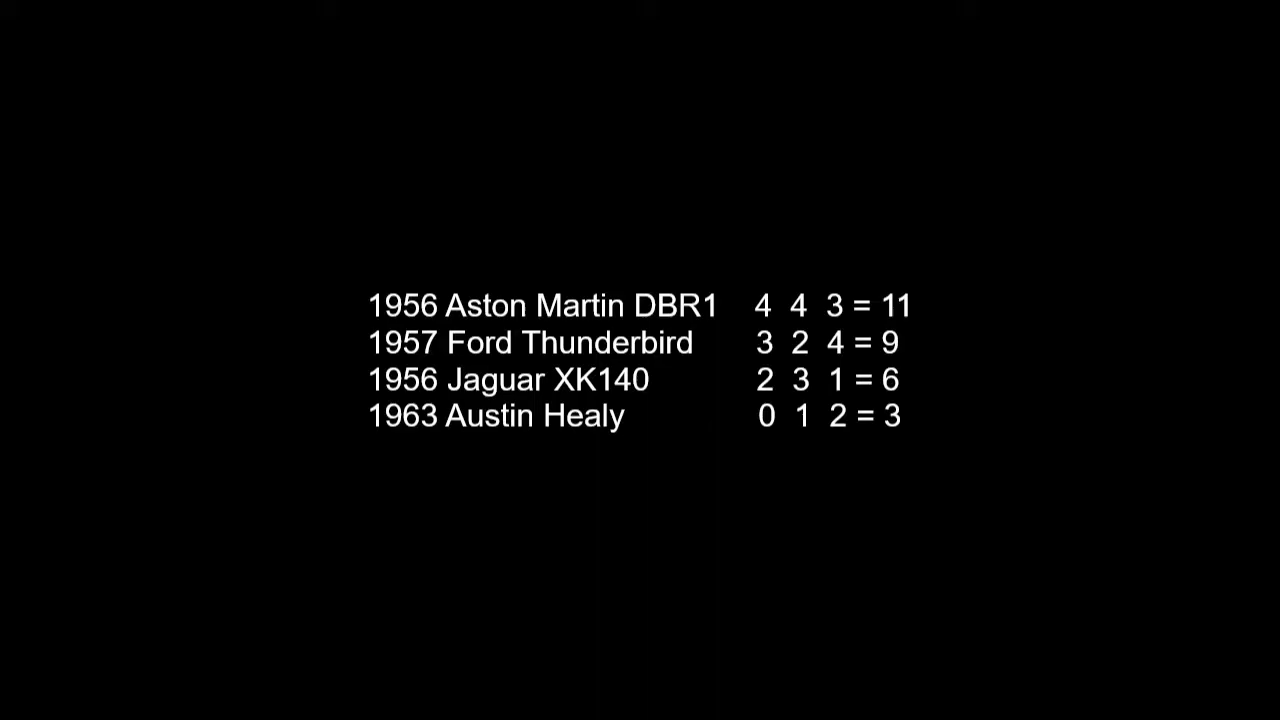 1956 Aston Martin DBR1 4 4 3 = 11
1957 Ford Thunderbird 3 2 4 = 9
1956 Jaguar XK140 2 3 1 = 6
1963 Austin Healy 0 1 2 = 3